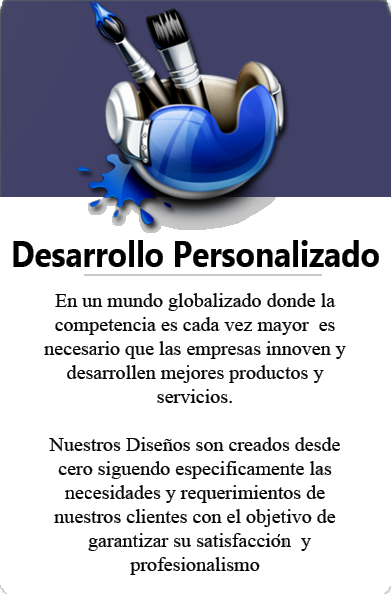 Desarrollo Personalizado
En un mundo globalizado donde la
competencia es cada vez mayor es
necesario que las empresas innoven y
desarrollen mejores productos y
servicios.
Nuestros Diseños son creados desde
cero siguendo especificamente las
necesidades y requerimientos de
nuestros clientes con el objetivo de
garantizar su satisfacción y
profesionalismo